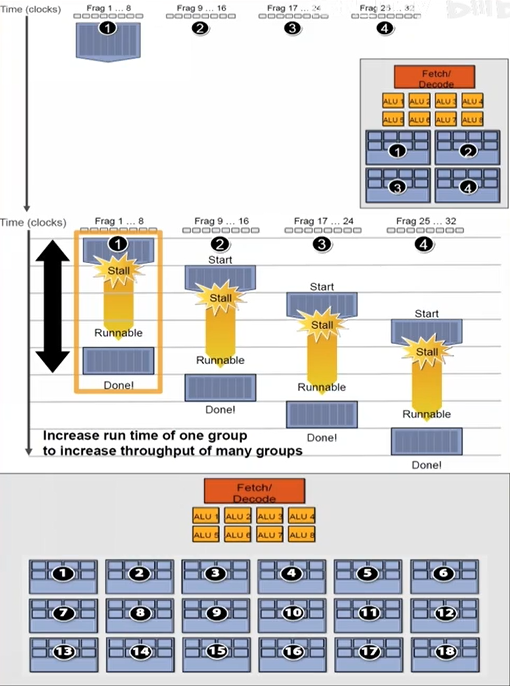 Time (clocks)
Frag 1 … 8
Frag 9 … 16
Frag 17 … 24
Frag 25 … 32
1
2
3
4
Fetch/
Decode
ALU 1 ALU 2 ALU 3 ALU 4
ALU 5 ALU 6 ALU 7 ALU 8
1 2
3 4
Time (clocks)
Frag 1 … 8
Frag 9 … 16
Frag 17 … 24
Frag 25 … 32
1
2
3
4
Start
Stall
Start
Stall
Start
Stall
Runnable
Stall
Runnable
Done!
Runnable
Done!
Runnable
Done!
Increase run time of one group
to increase throughput of many groups
Done!
Fetch/
Decode
ALU 1 ALU 2 ALU 3 ALU 4
ALU 5 ALU 6 ALU 7 ALU 8
1 2 3 4 5 6
7 8 9 10 11 12
13 14 15 16 17 18